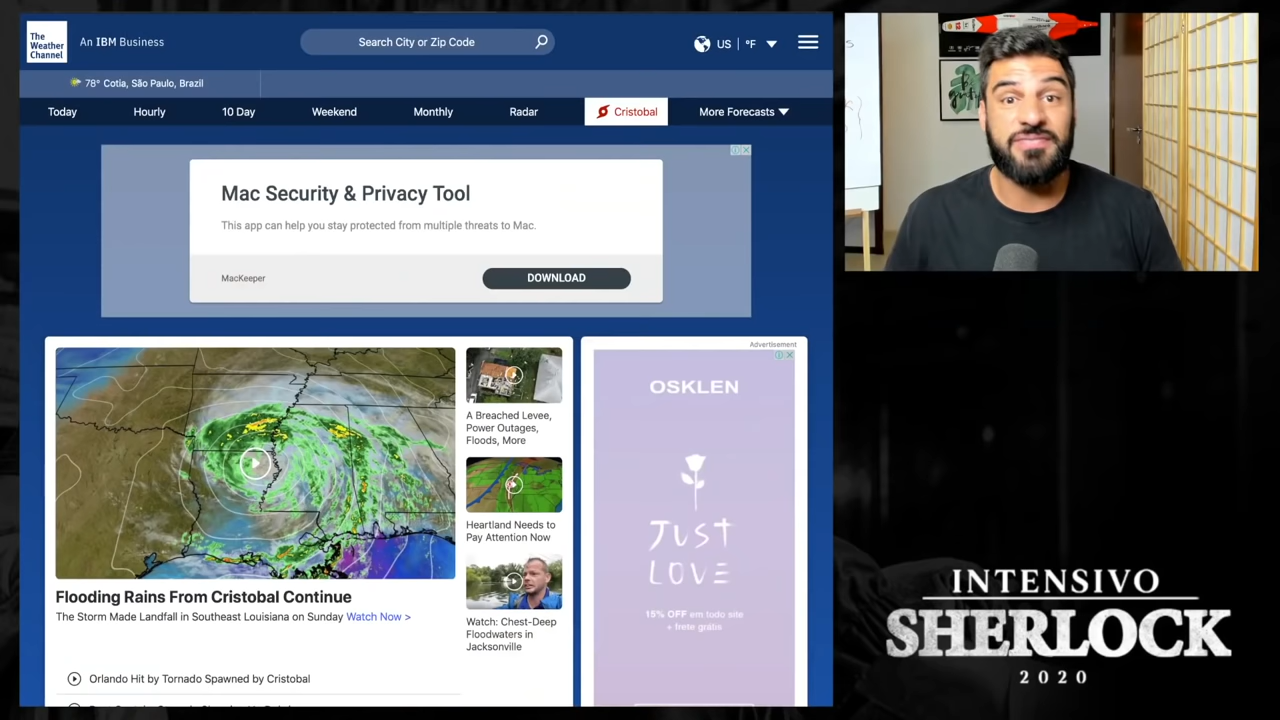 The
Weather
Channel
An IBM Business
Search City or Zip Code
US | °F
78° Cotia, São Paulo, Brazil
Today
Hourly
10 Day
Weekend
Monthly
Radar
Cristobal
More Forecasts
Mac Security & Privacy Tool
This app can help you stay protected from multiple threats to Mac.
MacKeeper
DOWNLOAD
Flooding Rains From Cristobal Continue
The Storm Made Landfall in Southeast Louisiana on Sunday Watch Now >
Orlando Hit by Tornado Spawned by Cristobal
A Breached Levee,
Power Outages,
Floods, More
Heartland Needs to
Pay Attention Now
Watch: Chest-Deep
Floodwaters in
Jacksonville
Advertisement
OSKLEN
JUST
LOVE
15% OFF em todo site
+ frete grátis
INTENSIVO
SHERLOCK
2020